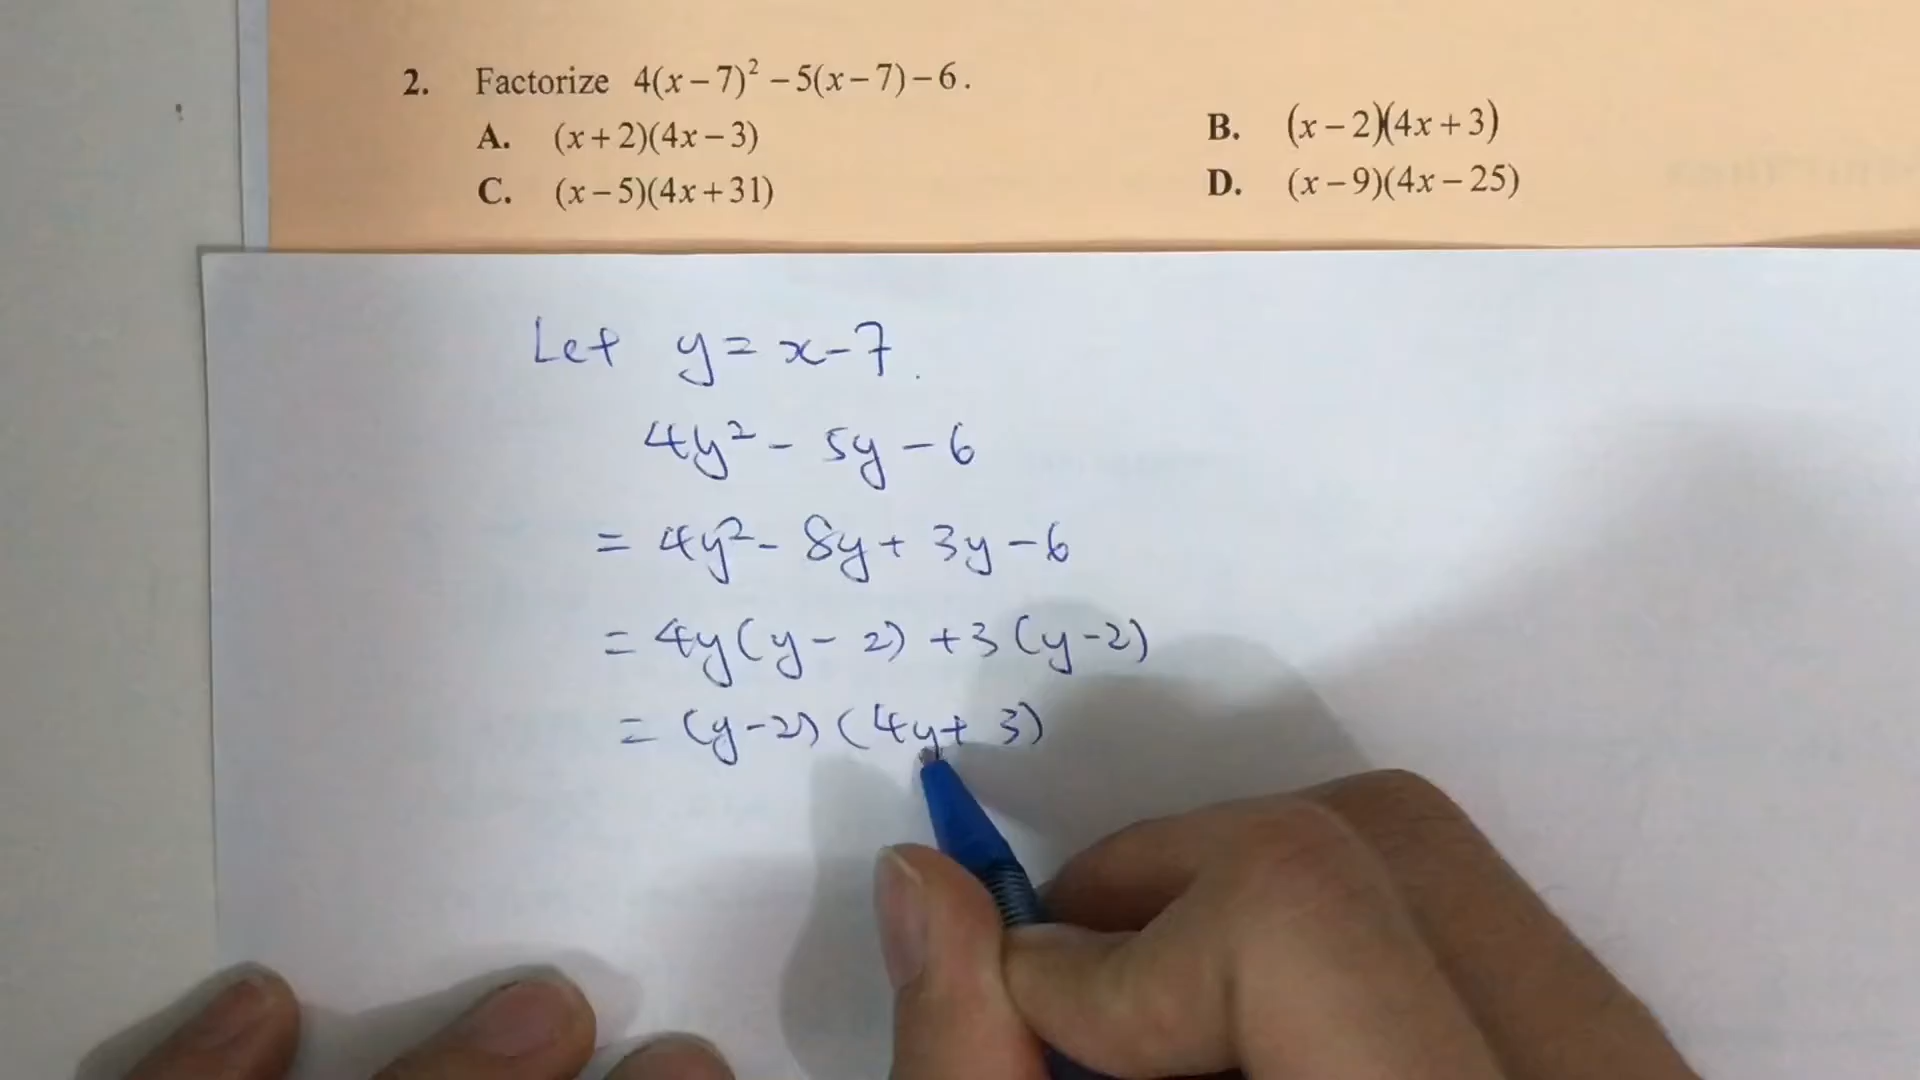 2. Factorize 4(x−7)² −5(x−7)−6.
A. (x+2)(4x−3) B. (x−2)(4x+3)
C. (x−5)(4x+31) D. (x−9)(4x−25)
Let y = x-7.
4y² - 5y - 6
= 4y² - 8y + 3y - 6
= 4y(y - 2) + 3(y-2)
= (y-2)(4y+ 3)